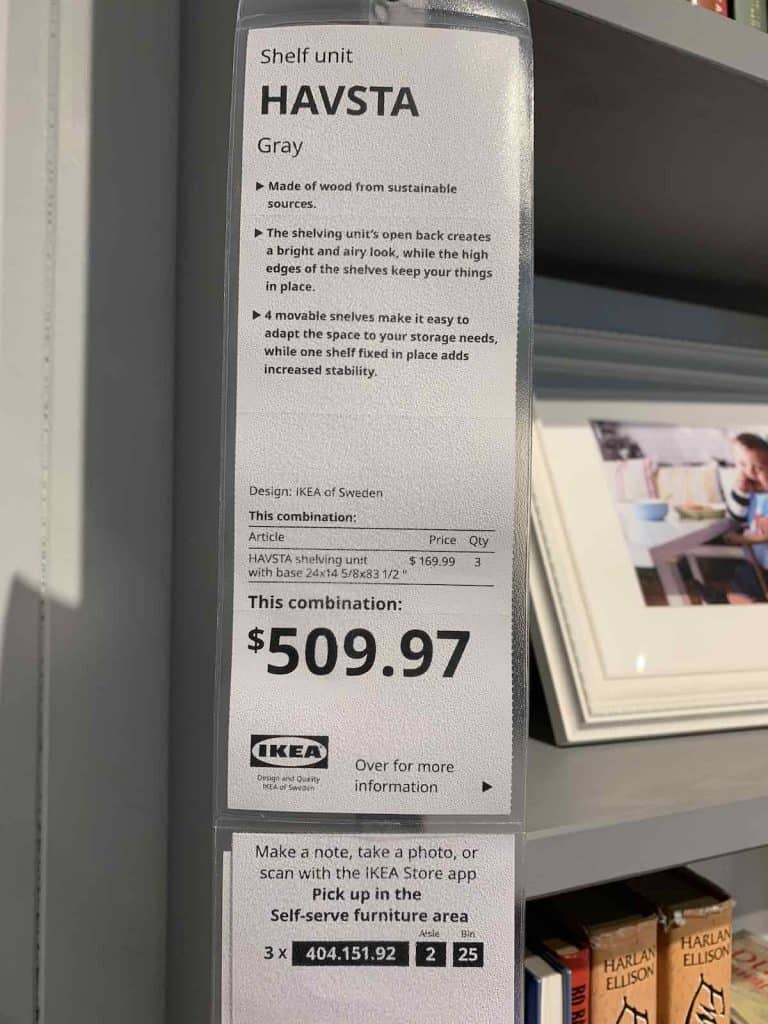 Shelf unit
HAVSTA
Gray
▶ Made of wood from sustainable
sources.
▶ The shelving unit's open back creates
a bright and airy look, while the high
edges of the shelves keep your things
in place.
▶ 4 movable snelves make it easy to
adapt the space to your storage needs,
while one shelf fixed in place adds
increased stability.
Design: IKEA of Sweden
This combination:
Article Price Qty
HAVSTA shelving unit $ 169.99 3
with base 24x14 5/8x83 1/2 "
This combination:
$509.97
IKEA
Design and Quality
IKEA of Sweden
Over for more
information ▶
Make a note, take a photo, or
scan with the IKEA Store app
Pick up in the
Self-serve furniture area
Aisle Bin
3 x 404.151.92 2 25
HARLAN
ELLISON
HARLAN
ELLISON